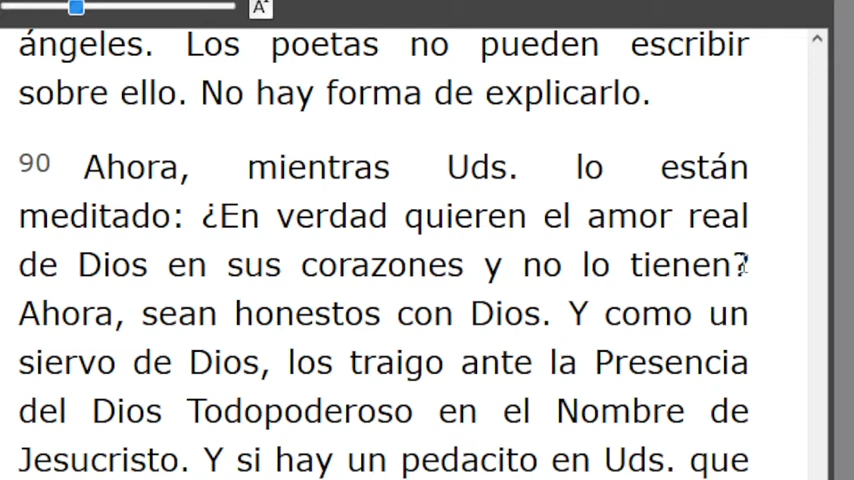 A
ángeles. Los poetas no pueden escribir
sobre ello. No hay forma de explicarlo.
90 Ahora, mientras Uds. lo están
meditado: ¿En verdad quieren el amor real
de Dios en sus corazones y no lo tienen?
Ahora, sean honestos con Dios. Y como un
siervo de Dios, los traigo ante la Presencia
del Dios Todopoderoso en el Nombre de
Jesucristo. Y si hay un pedacito en Uds. que